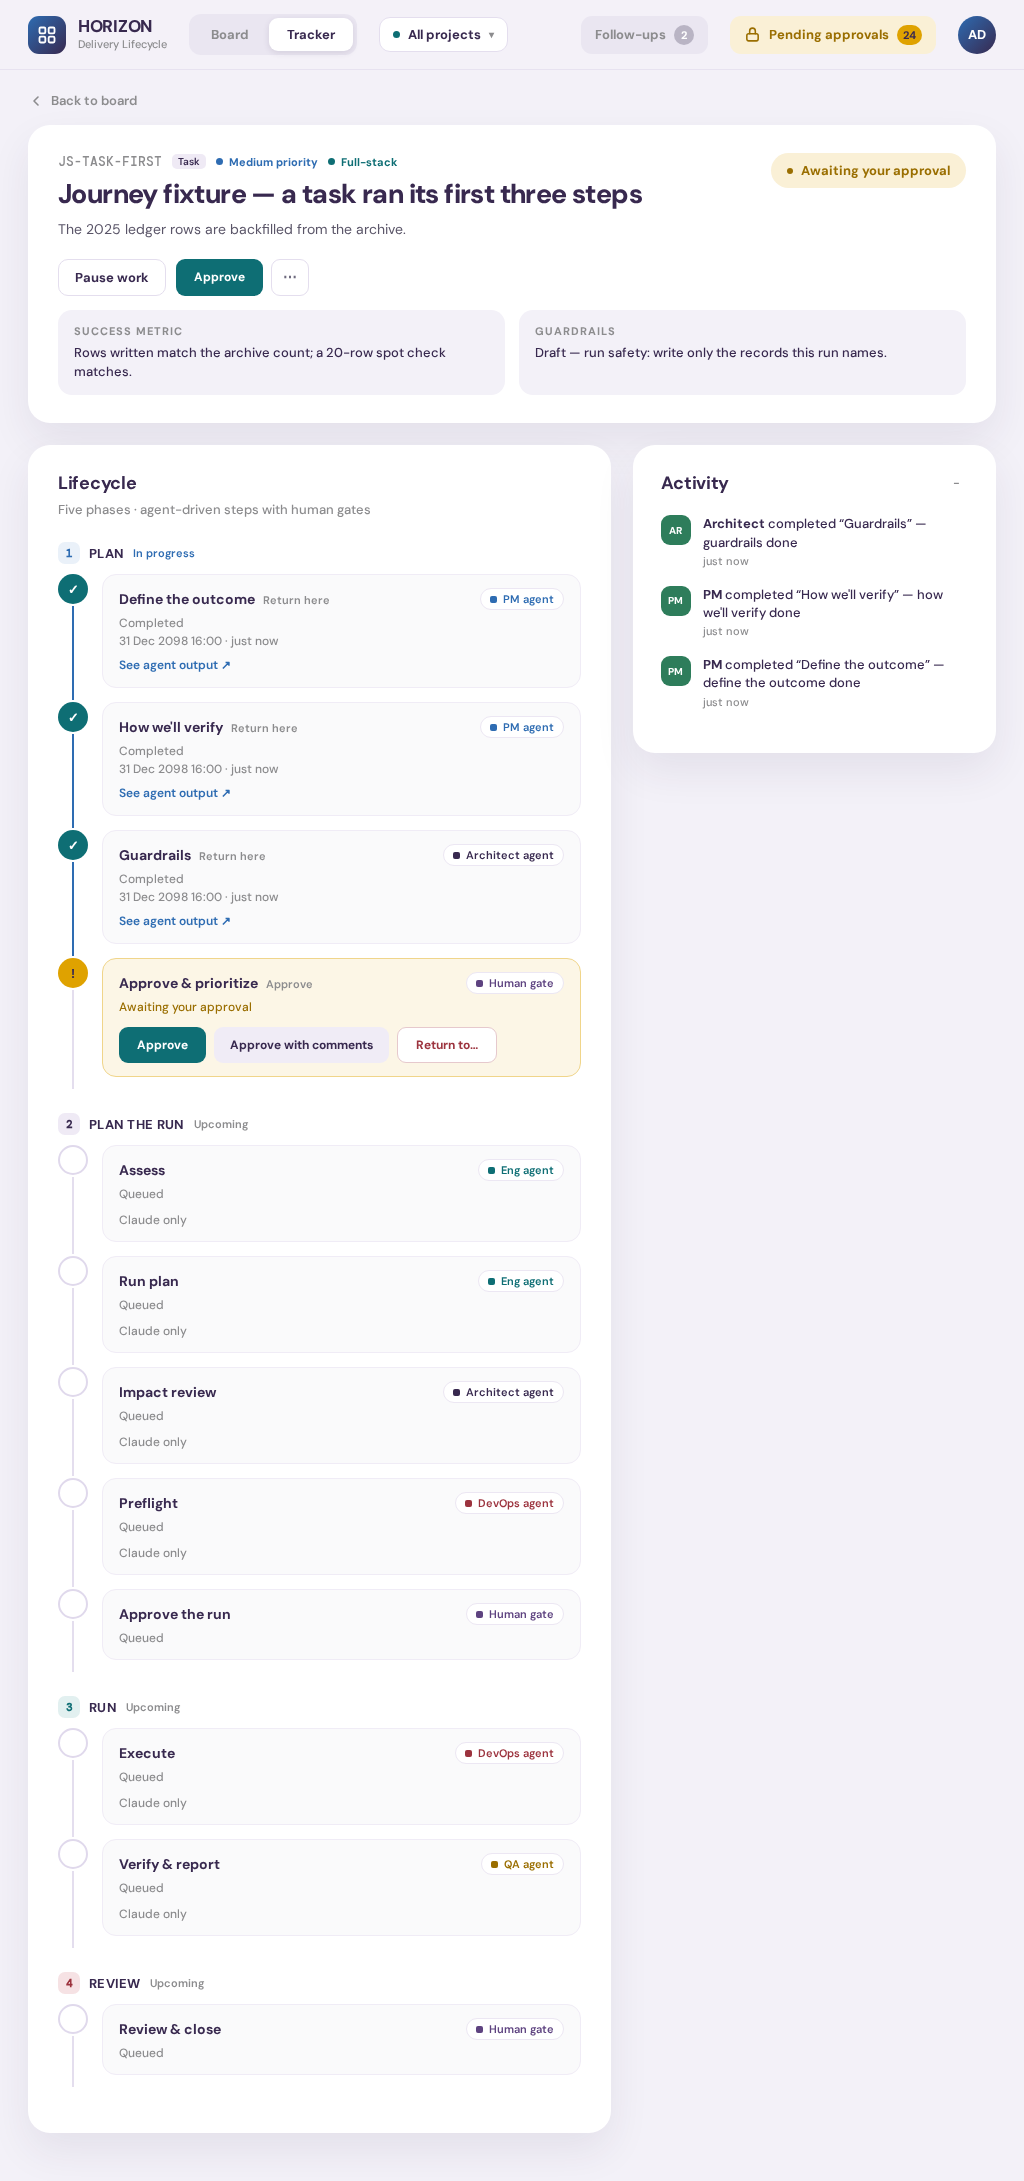 HORIZON
Delivery Lifecycle
Board
Tracker
All projects ▾
Follow-ups 2
Pending approvals 24
AD
Back to board
JS-TASK-FIRST Task Medium priority Full-stack
Awaiting your approval
Journey fixture — a task ran its first three steps
The 2025 ledger rows are backfilled from the archive.
Pause work
Approve
···
SUCCESS METRIC
Rows written match the archive count; a 20-row spot check
matches.
GUARDRAILS
Draft — run safety: write only the records this run names.
Lifecycle
Five phases · agent-driven steps with human gates
1 PLAN In progress
✓
Define the outcome Return here
PM agent
Completed
31 Dec 2098 16:00 · just now
See agent output ↗
✓
How we'll verify Return here
PM agent
Completed
31 Dec 2098 16:00 · just now
See agent output ↗
✓
Guardrails Return here
Architect agent
Completed
31 Dec 2098 16:00 · just now
See agent output ↗
!
Approve & prioritize Approve
Human gate
Awaiting your approval
Approve
Approve with comments
Return to…
2 PLAN THE RUN Upcoming
Assess
Eng agent
Queued
Claude only
Run plan
Eng agent
Queued
Claude only
Impact review
Architect agent
Queued
Claude only
Preflight
DevOps agent
Queued
Claude only
Approve the run
Human gate
Queued
3 RUN Upcoming
Execute
DevOps agent
Queued
Claude only
Verify & report
QA agent
Queued
Claude only
4 REVIEW Upcoming
Review & close
Human gate
Queued
Activity
–
AR
Architect completed “Guardrails” —
guardrails done
just now
PM
PM completed “How we'll verify” — how
we'll verify done
just now
PM
PM completed “Define the outcome” —
define the outcome done
just now